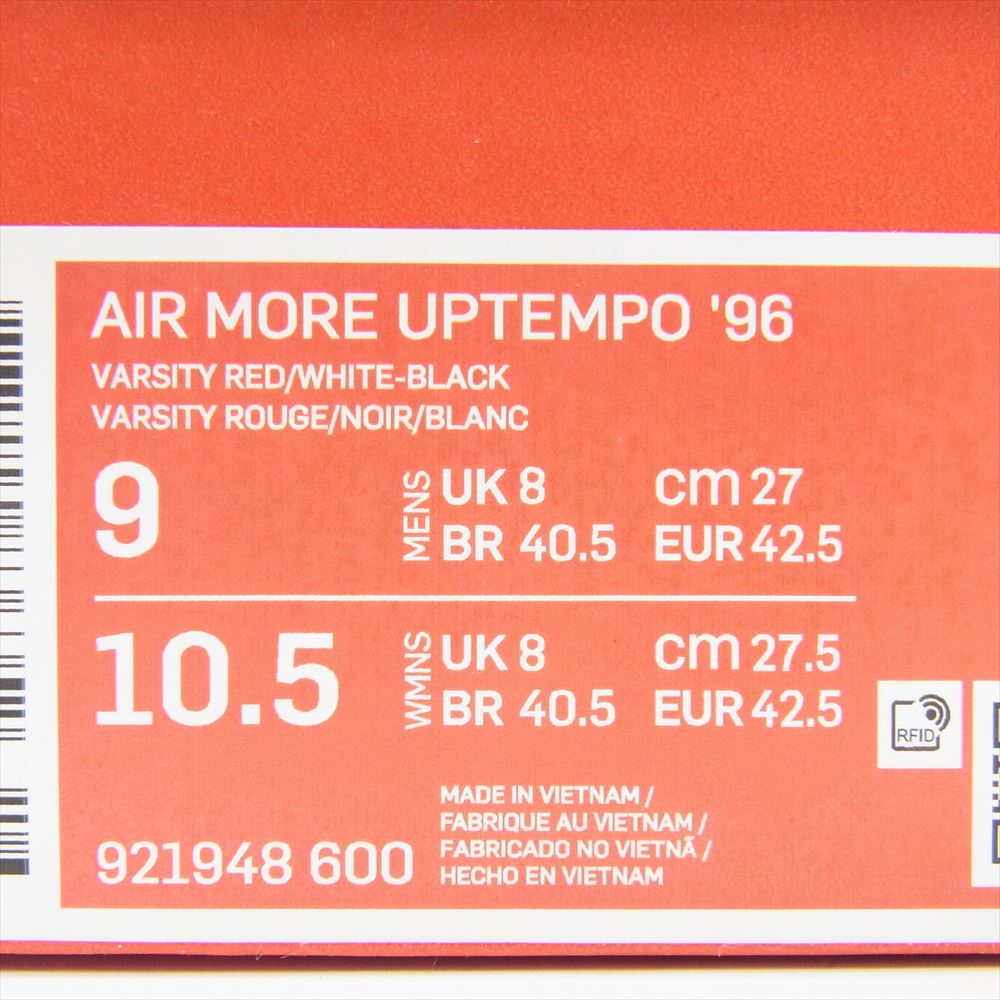 AIR MORE UPTEMPO '96
VARSITY RED/WHITE-BLACK
VARSITY ROUGE/NOIR/BLANC
9 MENS UK 8 cm 27
BR 40.5 EUR 42.5
10.5 WMNS UK 8 cm 27.5
BR 40.5 EUR 42.5
RFID
MADE IN VIETNAM /
FABRIQUE AU VIETNAM /
FABRICADO NO VIETNÃ /
HECHO EN VIETNAM
921948 600